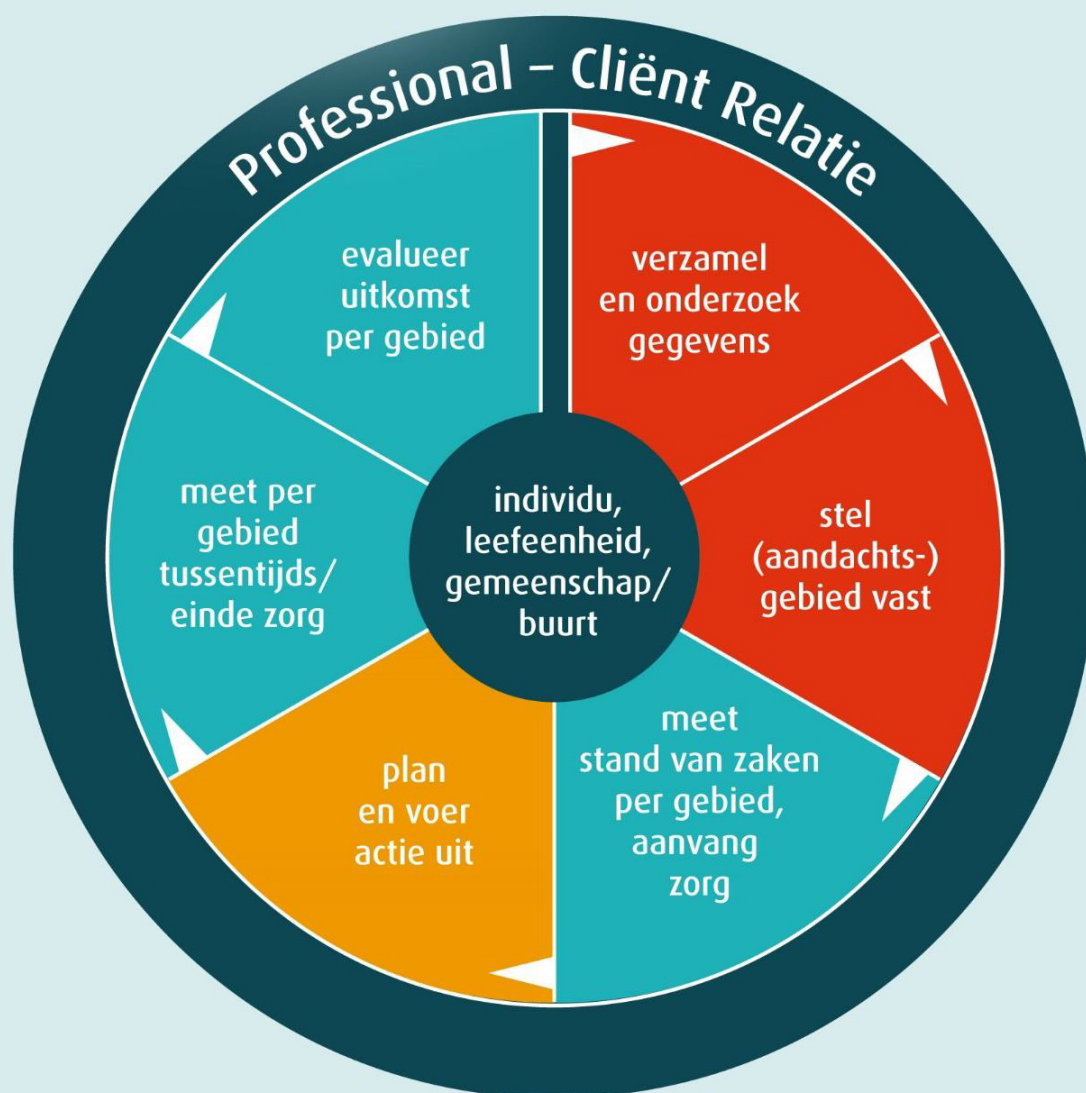 Professional – Cliënt Relatie
verzamel
en onderzoek
gegevens
stel
(aandachts-)
gebied vast
meet
stand van zaken
per gebied,
aanvang
zorg
plan
en voer
actie uit
meet per
gebied
tussentijds/
einde zorg
evalueer
uitkomst
per gebied
individu,
leefeenheid,
gemeenschap/
buurt